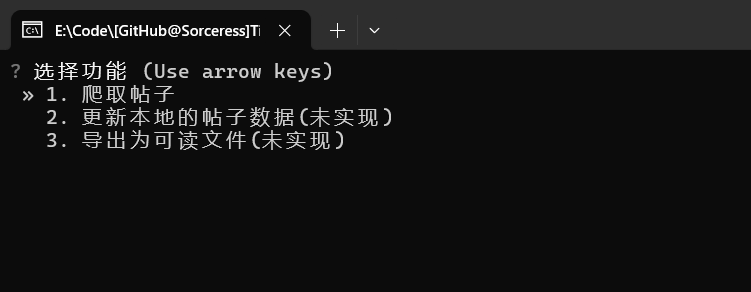 E:\Code\[GitHub@Sorceress]Ti
? 选择功能 (Use arrow keys)
» 1. 爬取帖子
2. 更新本地的帖子数据(未实现)
3. 导出为可读文件(未实现)